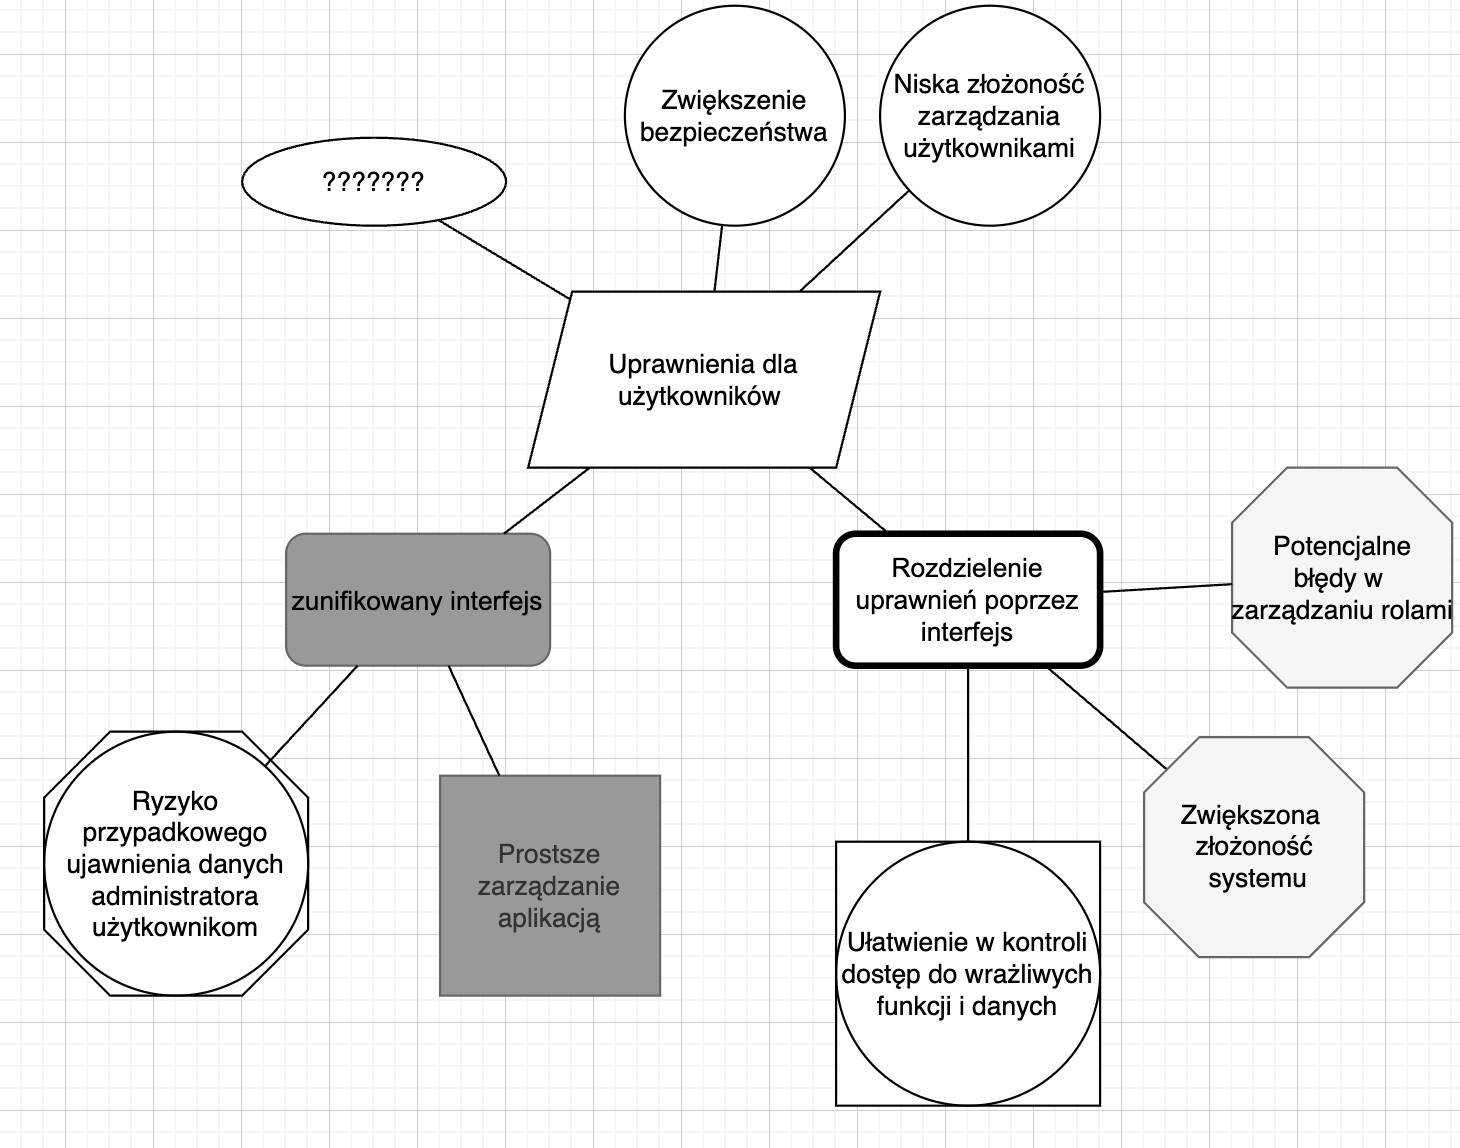 ???????
Zwiększenie
bezpieczeństwa
Niska złożoność
zarządzania
użytkownikami
Uprawnienia dla
użytkowników
zunifikowany interfejs
Rozdzielenie
uprawnień poprzez
interfejs
Potencjalne
błędy w
zarządzaniu rolami
Ryzyko
przypadkowego
ujawnienia danych
administratora
użytkownikom
Prostsze
zarządzanie
aplikacją
Zwiększona
złożoność
systemu
Ułatwienie w kontroli
dostęp do wrażliwych
funkcji i danych